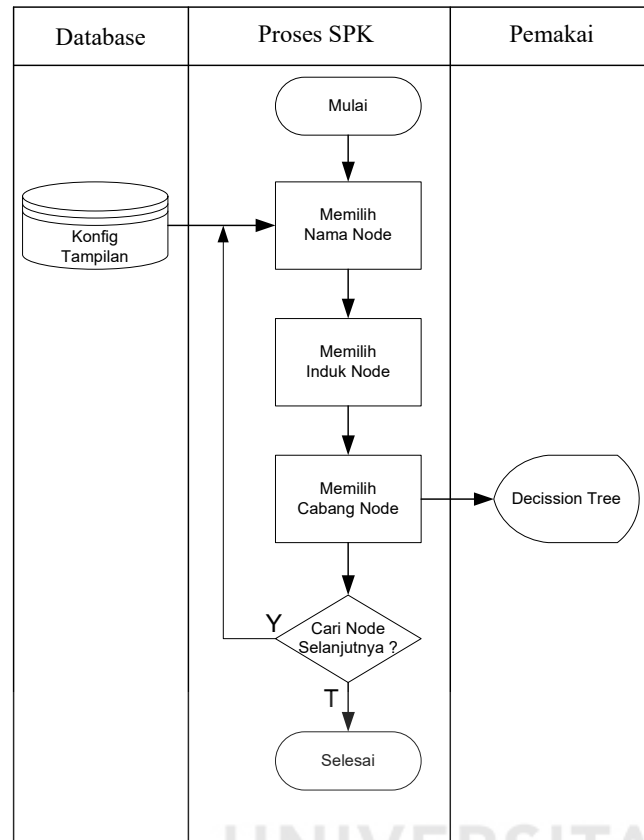 Database
Proses SPK
Pemakai
Mulai
Konfig
Tampilan
Memilih
Nama Node
Memilih
Induk Node
Memilih
Cabang Node
Decission Tree
Y
Cari Node
Selanjutnya ?
T
Selesai